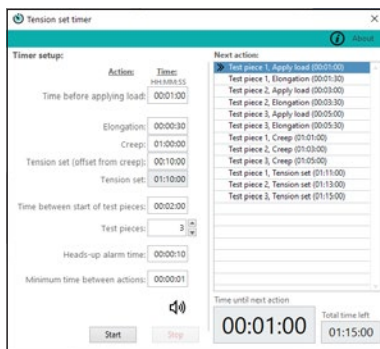 Tension set timer
About
Timer setup:
Action: Time:
HH:MM:SS
Time before applying load: 00:01:00
Elongation: 00:00:30
Creep: 01:00:00
Tension set (offset from creep): 00:10:00
Tension set: 01:10:00
Time between start of test pieces: 00:02:00
Test pieces: 3
Heads-up alarm time: 00:00:10
Minimum time between actions: 00:00:01
Start
Stop
Next action:
Test piece 1, Apply load (00:01:00)
Test piece 1, Elongation (00:01:30)
Test piece 2, Apply load (00:03:00)
Test piece 2, Elongation (00:03:30)
Test piece 3, Apply load (00:05:00)
Test piece 3, Elongation (00:05:30)
Test piece 1, Creep (01:01:00)
Test piece 2, Creep (01:03:00)
Test piece 3, Creep (01:05:00)
Test piece 1, Tension set (01:11:00)
Test piece 2, Tension set (01:13:00)
Test piece 3, Tension set (01:15:00)
Time until next action
00:01:00
Total time left
01:15:00